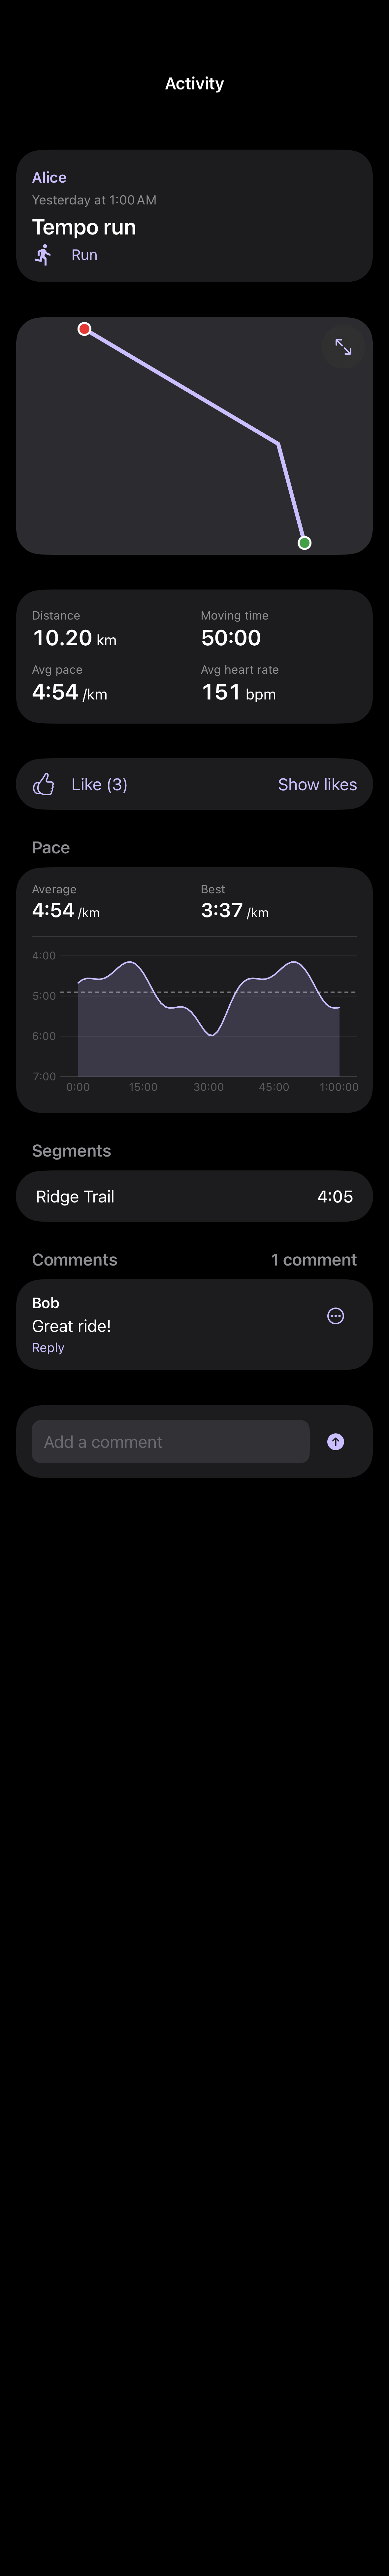 Activity
Alice
Yesterday at 1:00 AM
Tempo run
Run
Distance
Moving time
10.20 km
50:00
Avg pace
Avg heart rate
4:54 /km
151 bpm
Like (3)
Show likes
Pace
Average
Best
4:54 /km
3:37 /km
4:00
5:00
6:00
7:00
0:00
15:00
30:00
45:00
1:00:00
Segments
Ridge Trail
4:05
Comments
1 comment
Bob
Great ride!
Reply
Add a comment